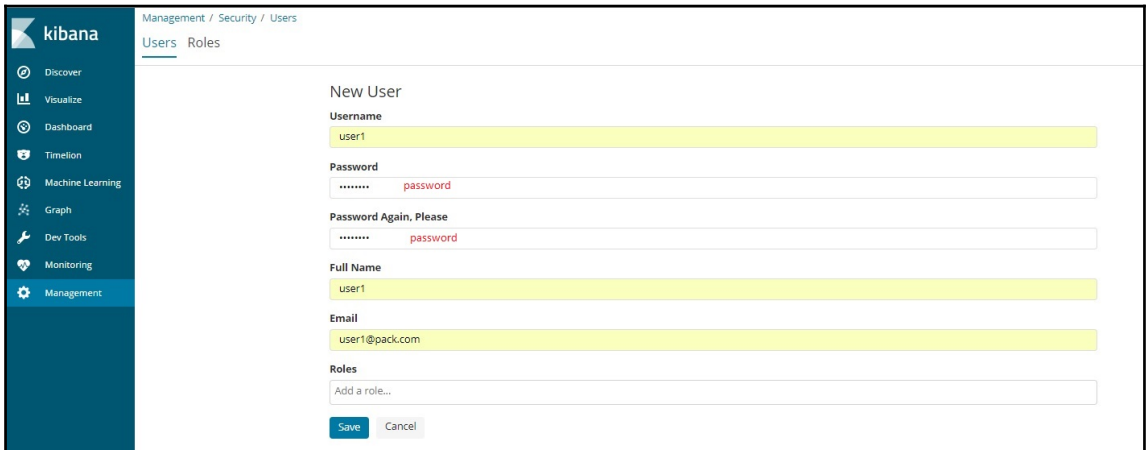 kibana
Discover
Visualize
Dashboard
Timelion
Machine Learning
Graph
Dev Tools
Monitoring
Management
Management / Security / Users
Users Roles
New User
Username
user1
Password
•••••••• password
Password Again, Please
•••••••• password
Full Name
user1
Email
user1@pack.com
Roles
Add a role...
Save Cancel